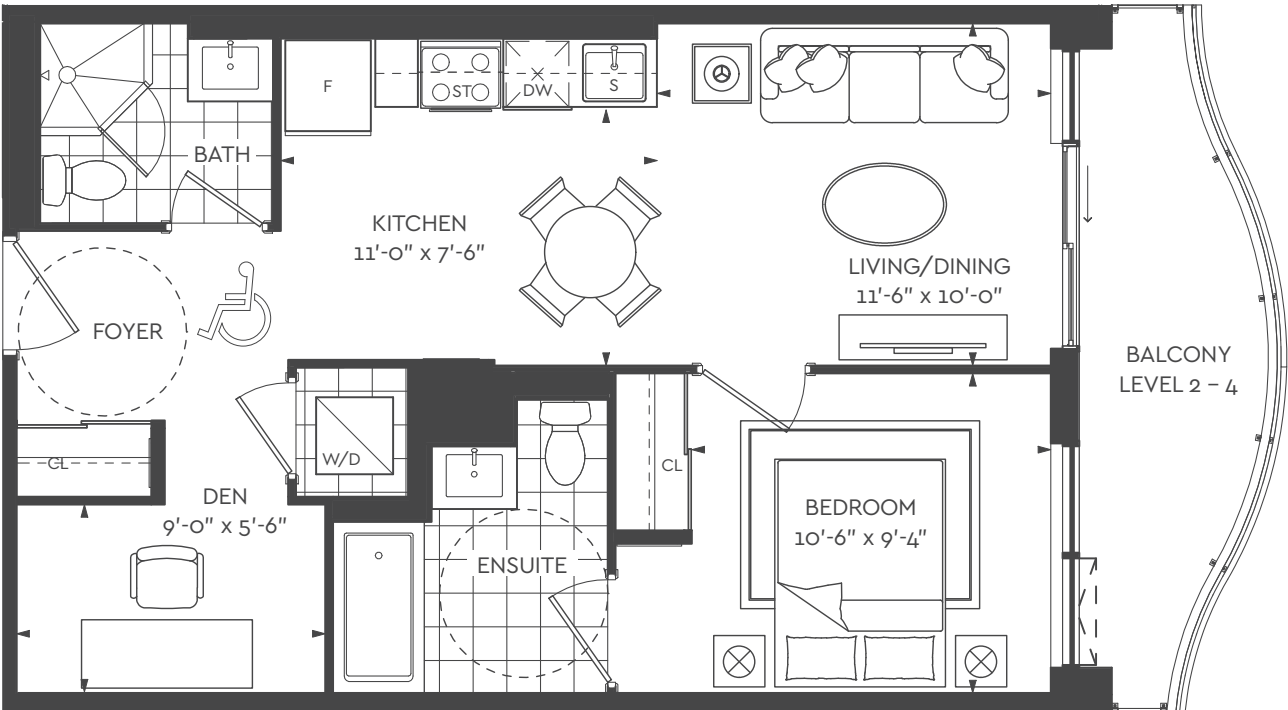 F
ST
DW
S
BATH
KITCHEN
11'-0" x 7'-6"
LIVING/DINING
11'-6" x 10'-0"
FOYER
BALCONY
LEVEL 2 – 4
CL
W/D
DEN
9'-0" x 5'-6"
CL
ENSUITE
BEDROOM
10'-6" x 9'-4"